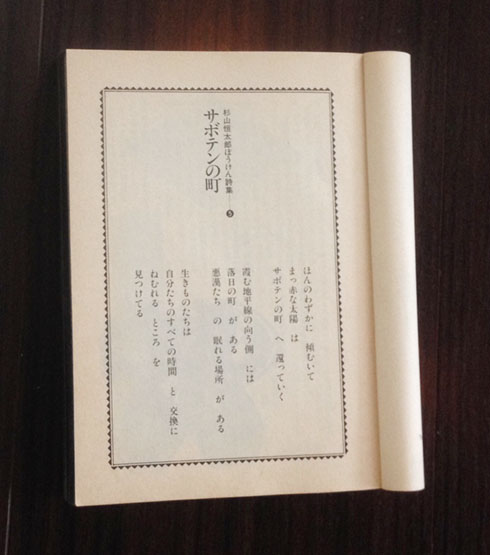 杉山恒太郎ぼうけん詩集——5
サボテンの町
ほんのわずかに 傾むいて
まっ赤な太陽 は
サボテンの町 へ 還っていく
霞む地平線の向う側 には
落日の町 が ある
悪漢たち の 眠れる場所 が ある
生きものたちは
自分たちのすべての時間 と 交換に
ねむれる ところ を
見つけてる